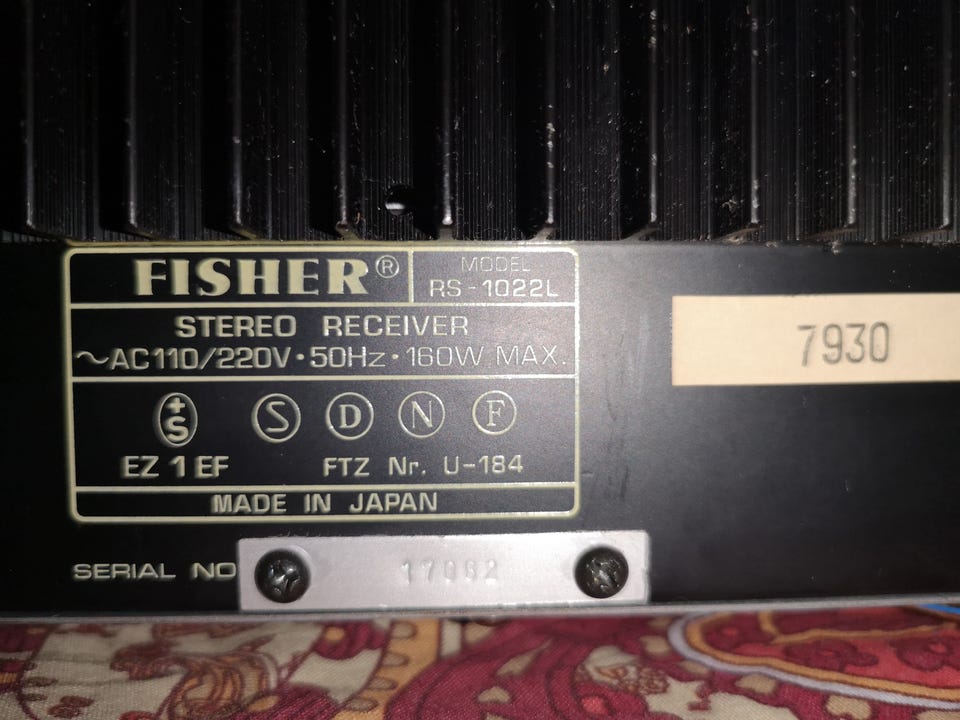 FISHER®
MODEL
RS-1022L
STEREO RECEIVER
~AC110/220V·50Hz·160W MAX.
+S S D N F
EZ 1 EF FTZ Nr. U-184
MADE IN JAPAN
SERIAL NO 17062
7930